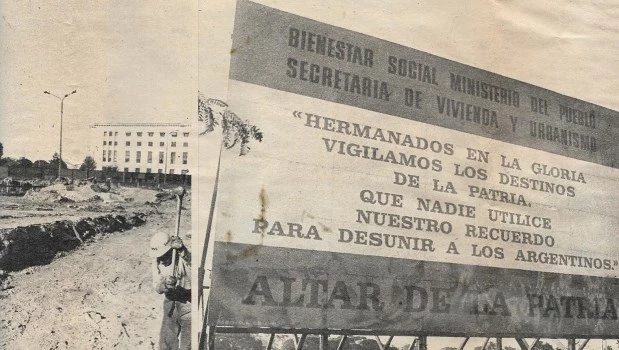 BIENESTAR SOCIAL MINISTERIO DEL PUEBLO
SECRETARIA DE VIVIENDA Y URBANISMO
"HERMANADOS EN LA GLORIA
VIGILAMOS LOS DESTINOS
DE LA PATRIA.
QUE NADIE UTILICE
NUESTRO RECUERDO
PARA DESUNIR A LOS ARGENTINOS."
ALTAR DE LA PATRIA